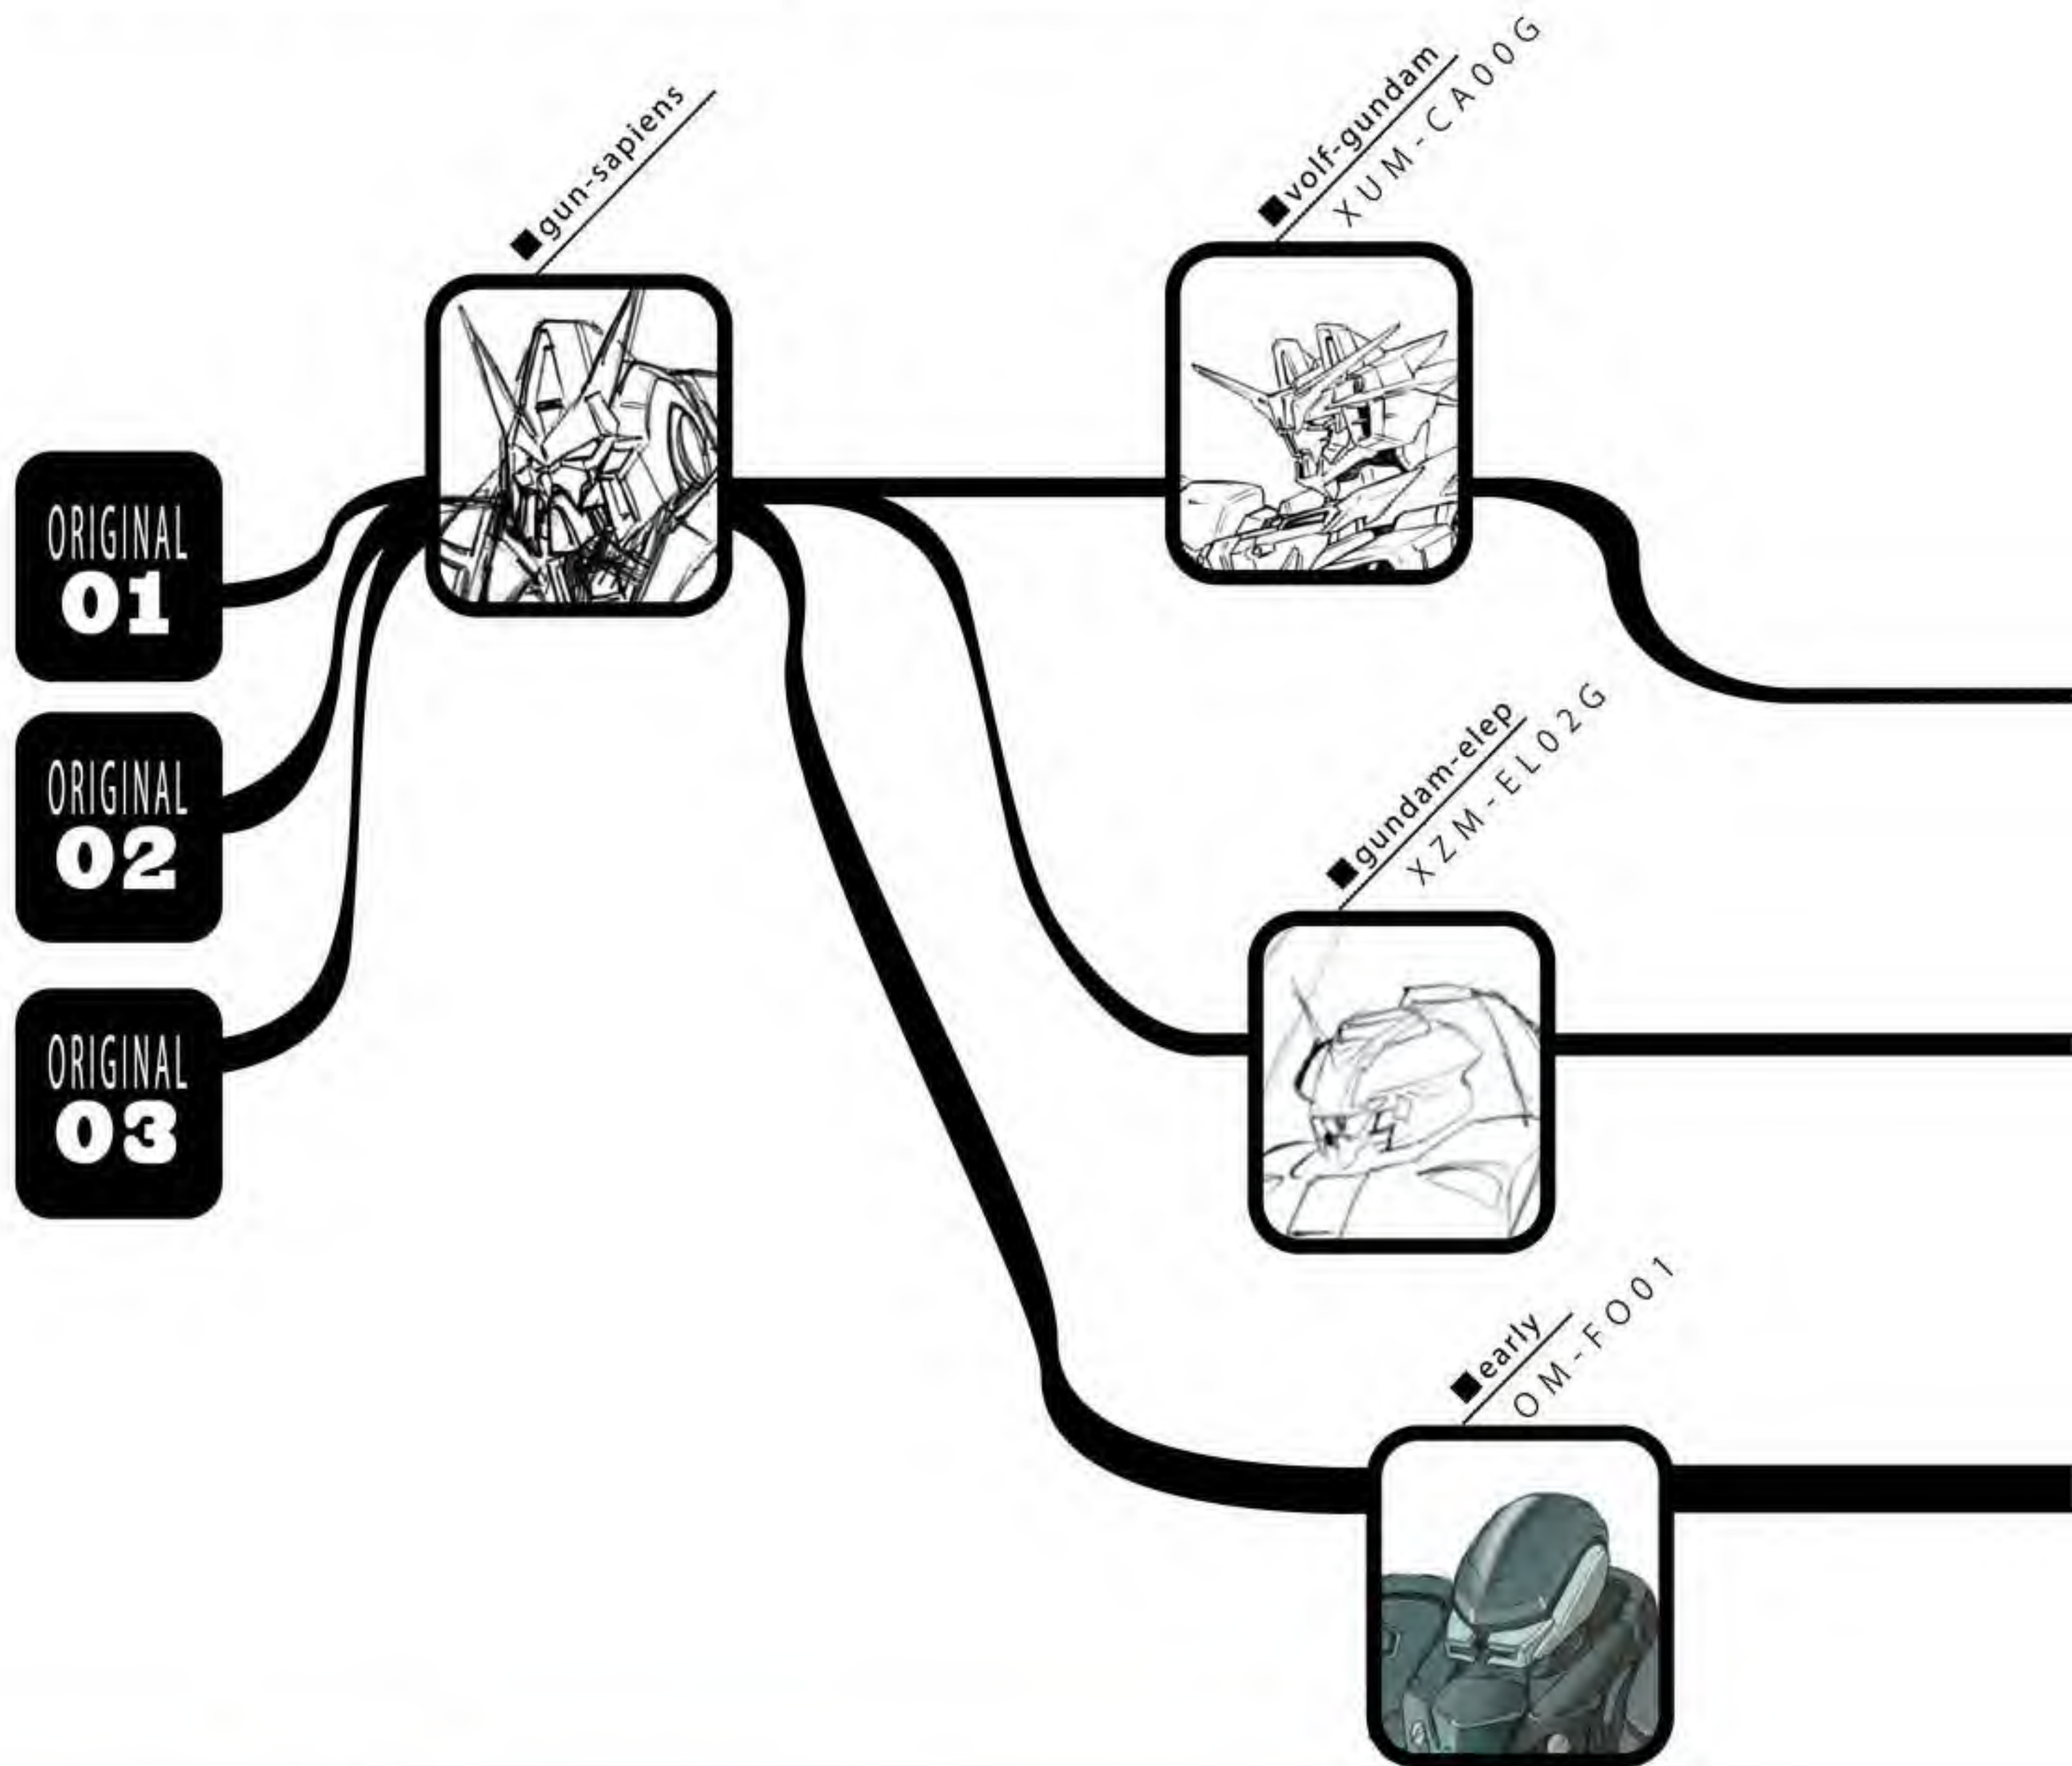 ■gun-sapiens
■volf-gundam
XUM-CA00G
ORIGINAL
01
ORIGINAL
02
ORIGINAL
03
■gundam-elep
XZM-EL02G
■early
OM-FO01